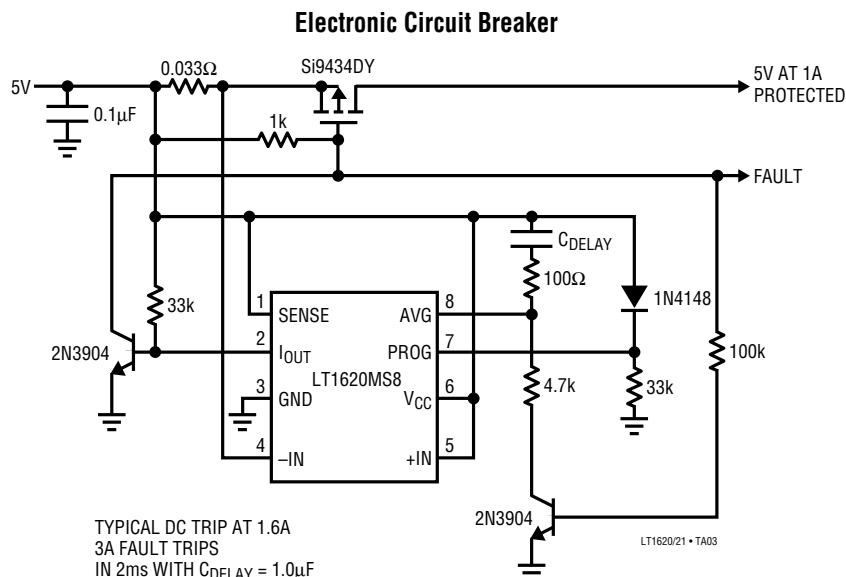 Electronic Circuit Breaker
0.033Ω
Si9434DY
5V
5V AT 1A
PROTECTED
0.1µF
1k
FAULT
C_DELAY
100Ω
33k
1N4148
1
SENSE
AVG
8
2N3904
2
I_OUT
PROG
7
100k
LT1620MS8
3
GND
V_CC
6
4.7k
33k
4
–IN
+IN
5
2N3904
LT1620/21 • TA03
TYPICAL DC TRIP AT 1.6A
3A FAULT TRIPS
IN 2ms WITH C_DELAY = 1.0µF